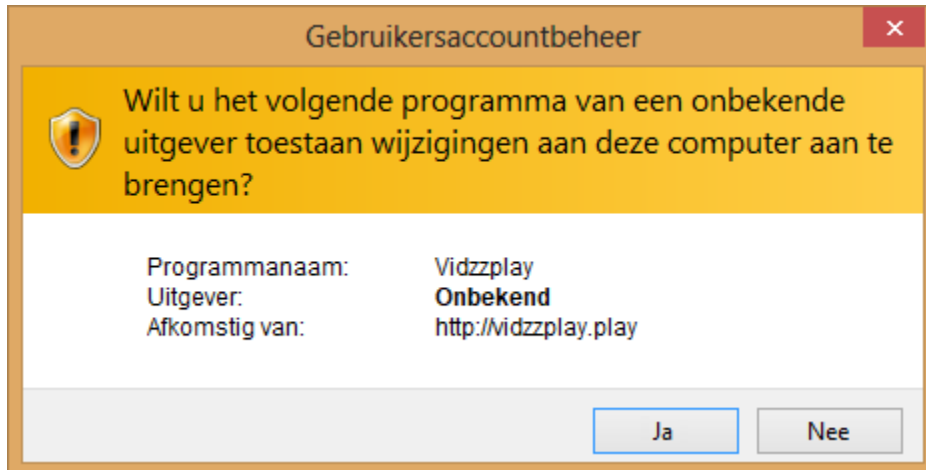 Gebruikersaccountbeheer
Wilt u het volgende programma van een onbekende
uitgever toestaan wijzigingen aan deze computer aan te
brengen?
Programmanaam: Vidzzplay
Uitgever: Onbekend
Afkomstig van: http://vidzzplay.play
Ja Nee